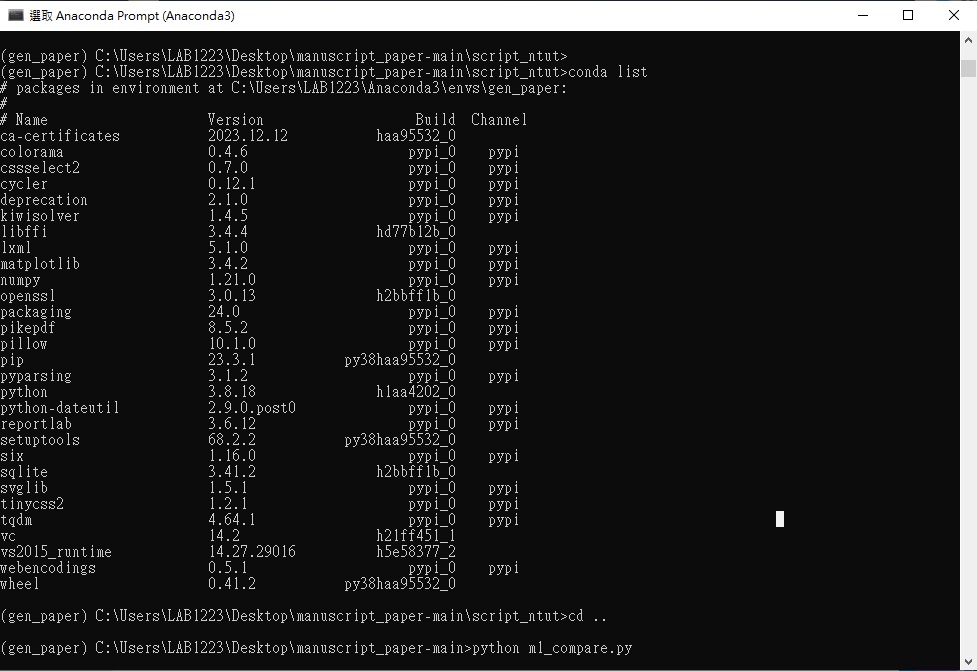 選取 Anaconda Prompt (Anaconda3)
(gen_paper) C:\Users\LAB1223\Desktop\manuscript_paper-main\script_ntut>
(gen_paper) C:\Users\LAB1223\Desktop\manuscript_paper-main\script_ntut>conda list
# packages in environment at C:\Users\LAB1223\Anaconda3\envs\gen_paper:
#
# Name                    Version                   Build  Channel
ca-certificates           2023.12.12           haa95532_0
colorama                  0.4.6                    pypi_0    pypi
cssselect2                0.7.0                    pypi_0    pypi
cycler                    0.12.1                   pypi_0    pypi
deprecation               2.1.0                    pypi_0    pypi
kiwisolver                1.4.5                    pypi_0    pypi
libffi                    3.4.4                hd77b12b_0
lxml                      5.1.0                    pypi_0    pypi
matplotlib                3.4.2                    pypi_0    pypi
numpy                     1.21.0                   pypi_0    pypi
openssl                   3.0.13               h2bbff1b_0
packaging                 24.0                     pypi_0    pypi
pikepdf                   8.5.2                    pypi_0    pypi
pillow                    10.1.0                   pypi_0    pypi
pip                       23.3.1           py38haa95532_0
pyparsing                 3.1.2                    pypi_0    pypi
python                    3.8.18               h1aa4202_0
python-dateutil           2.9.0.post0              pypi_0    pypi
reportlab                 3.6.12                   pypi_0    pypi
setuptools                68.2.2           py38haa95532_0
six                       1.16.0                   pypi_0    pypi
sqlite                    3.41.2               h2bbff1b_0
svglib                    1.5.1                    pypi_0    pypi
tinycss2                  1.2.1                    pypi_0    pypi
tqdm                      4.64.1                   pypi_0    pypi
vc                        14.2                 h21ff451_1
vs2015_runtime            14.27.29016          h5e58377_2
webencodings              0.5.1                    pypi_0    pypi
wheel                     0.41.2           py38haa95532_0
(gen_paper) C:\Users\LAB1223\Desktop\manuscript_paper-main\script_ntut>cd ..
(gen_paper) C:\Users\LAB1223\Desktop\manuscript_paper-main>python ml_compare.py